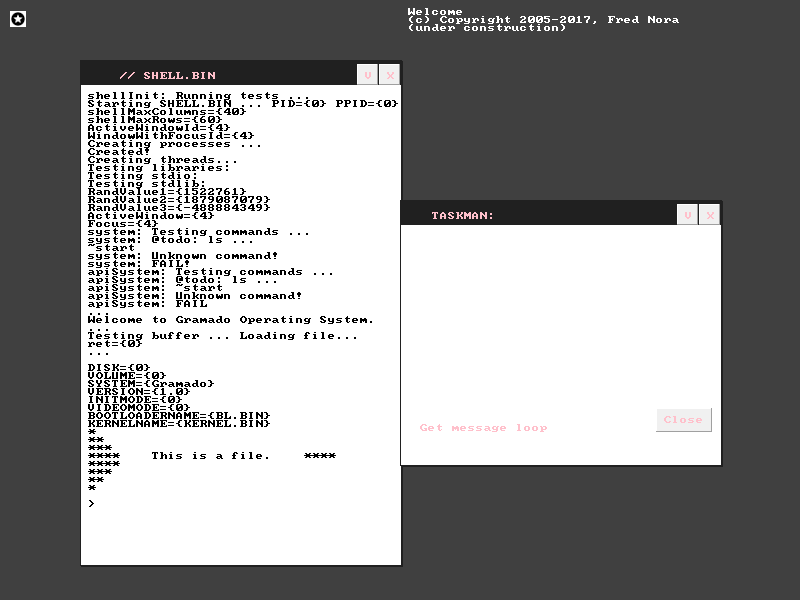 Welcome
(c) Copyright 2005-2017, Fred Nora
(under construction)
// SHELL.BIN
V X
shellInit: Running tests ...
Starting SHELL.BIN ... PID={0} PPID={0}
shellMaxColumns={40}
shellMaxRows={60}
ActiveWindowId={4}
WindowWithFocusId={4}
Creating processes ...
Created!
Creating threads...
Testing libraries:
Testing stdio:
Testing stdlib:
RandValue1={1522761}
RandValue2={1879087079}
RandValue3={-488884349}
ActiveWindow={4}
Focus={4}
system: Testing commands ...
system: @todo: ls ...
~start
system: Unknown command!
system: FAIL!
apiSystem: Testing commands ...
apiSystem: @todo: ls ...
apiSystem: ~start
apiSystem: Unknown command!
apiSystem: FAIL
...
Welcome to Gramado Operating System.
...
Testing buffer ... Loading file...
ret={0}
...
DISK={0}
VOLUME={0}
SYSTEM={Gramado}
VERSION={1.0}
INITMODE={0}
VIDEOMODE={0}
BOOTLOADERNAME={BL.BIN}
KERNELNAME={KERNEL.BIN}
*
**
***
****    This is a file.    ****
****
***
**
*
>
TASKMAN:
V X
Get message loop
Close